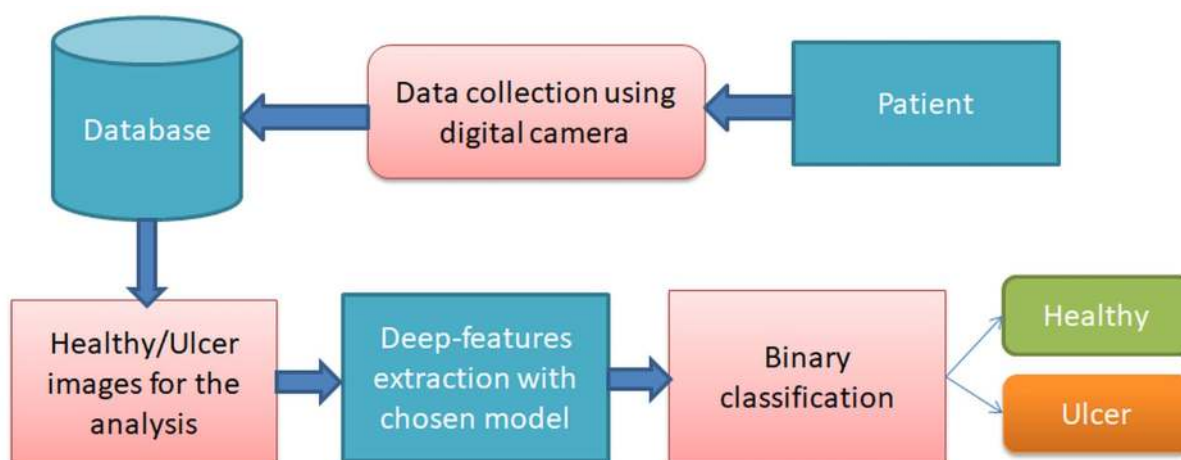 Database
Data collection using
digital camera
Patient
Healthy/Ulcer
images for the
analysis
Deep-features
extraction with
chosen model
Binary
classification
Healthy
Ulcer